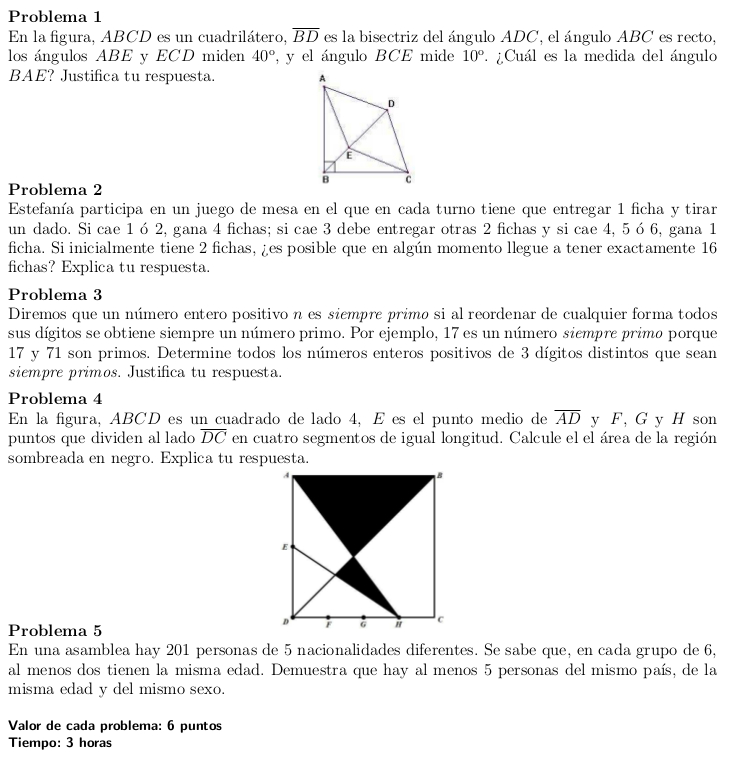 Problema 1
En la figura, ABCD es un cuadrilátero, BD es la bisectriz del ángulo ADC, el ángulo ABC es recto,
los ángulos ABE y ECD miden 40º, y el ángulo BCE mide 10º. ¿Cuál es la medida del ángulo
BAE? Justifica tu respuesta.
A
D
E
B
C
Problema 2
Estefanía participa en un juego de mesa en el que en cada turno tiene que entregar 1 ficha y tirar
un dado. Si cae 1 ó 2, gana 4 fichas; si cae 3 debe entregar otras 2 fichas y si cae 4, 5 ó 6, gana 1
ficha. Si inicialmente tiene 2 fichas, ¿es posible que en algún momento llegue a tener exactamente 16
fichas? Explica tu respuesta.
Problema 3
Diremos que un número entero positivo n es siempre primo si al reordenar de cualquier forma todos
sus dígitos se obtiene siempre un número primo. Por ejemplo, 17 es un número siempre primo porque
17 y 71 son primos. Determine todos los números enteros positivos de 3 dígitos distintos que sean
siempre primos. Justifica tu respuesta.
Problema 4
En la figura, ABCD es un cuadrado de lado 4, E es el punto medio de AD y F, G y H son
puntos que dividen al lado DC en cuatro segmentos de igual longitud. Calcule el el área de la región
sombreada en negro. Explica tu respuesta.
A
B
E
D
F
G
H
C
Problema 5
En una asamblea hay 201 personas de 5 nacionalidades diferentes. Se sabe que, en cada grupo de 6,
al menos dos tienen la misma edad. Demuestra que hay al menos 5 personas del mismo país, de la
misma edad y del mismo sexo.
Valor de cada problema: 6 puntos
Tiempo: 3 horas